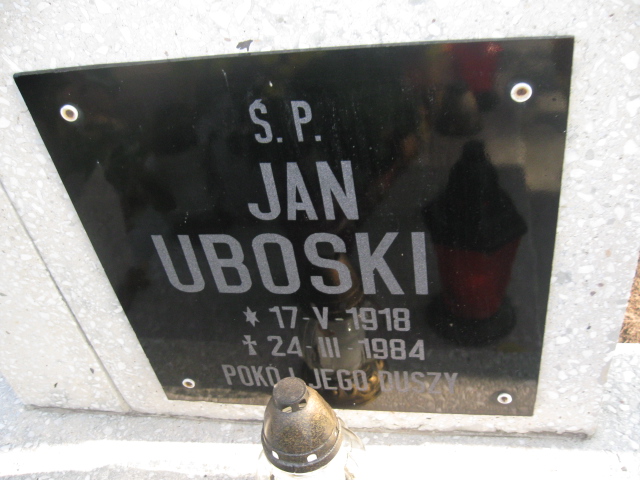 Ś.P.
JAN
UBOSKI
* 17-V-1918
† 24-III-1984
POKÓJ JEGO DUSZY